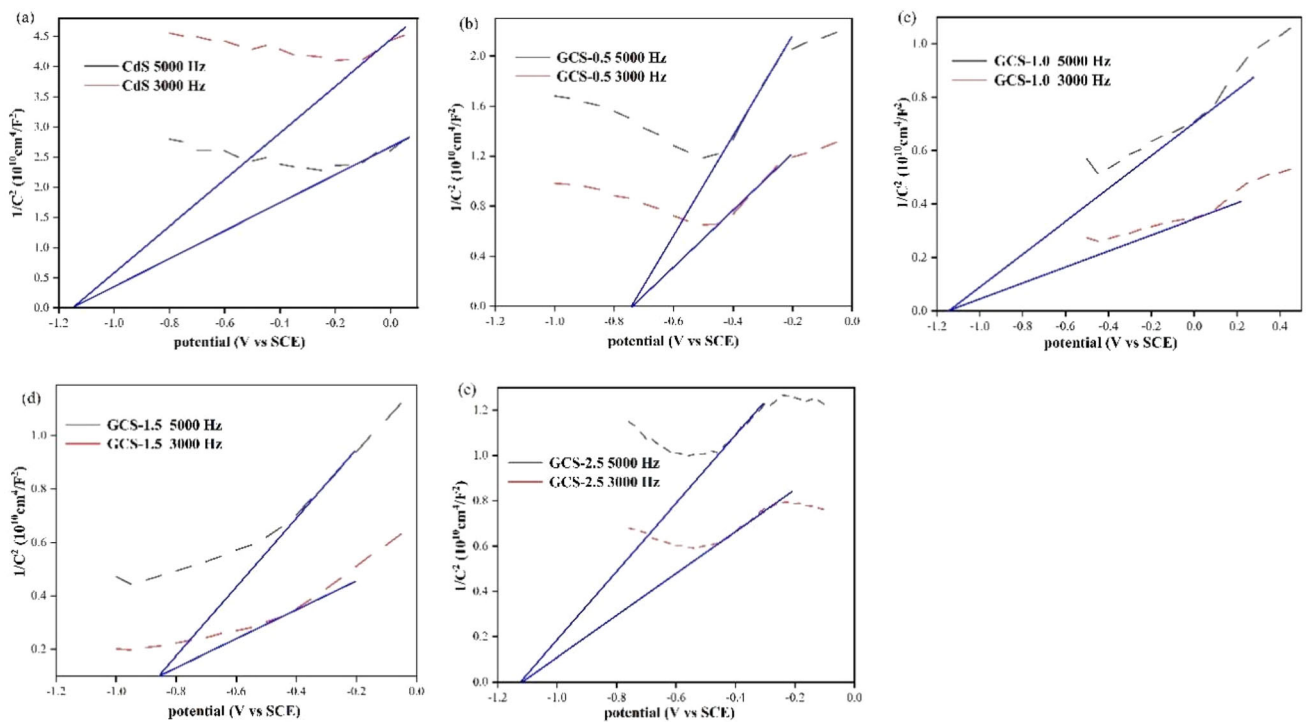 (a)
CdS 5000 Hz
CdS 3000 Hz
1/C² (10¹⁰cm⁴/F²)
4.5
4.0
3.5
3.0
2.5
2.0
1.5
1.0
0.5
0.0
-1.2 -1.0 -0.8 -0.6 -0.4 -0.2 0.0
potential (V vs SCE)
(b)
GCS-0.5 5000 Hz
GCS-0.5 3000 Hz
1/C² (10¹⁰cm⁴/F²)
2.0
1.6
1.2
0.8
0.4
0.0
-1.2 -1.0 -0.8 -0.6 -0.4 -0.2 0.0
potential (V vs SCE)
(c)
GCS-1.0 5000 Hz
GCS-1.0 3000 Hz
1/C² (10¹⁰cm⁴/F²)
1.0
0.8
0.6
0.4
0.2
0.0
-1.2 -1.0 -0.8 -0.6 -0.4 -0.2 0.0 0.2 0.4
potential (V vs SCE)
(d)
GCS-1.5 5000 Hz
GCS-1.5 3000 Hz
1/C² (10¹⁰cm⁴/F²)
1.0
0.8
0.6
0.4
0.2
-1.2 -1.0 -0.8 -0.6 -0.4 -0.2 0.0
potential (V vs SCE)
(e)
GCS-2.5 5000 Hz
GCS-2.5 3000 Hz
1/C² (10¹⁰cm⁴/F²)
1.2
1.0
0.8
0.6
0.4
0.2
0.0
-1.2 -1.0 -0.8 -0.6 -0.4 -0.2 0.0
potential (V vs SCE)